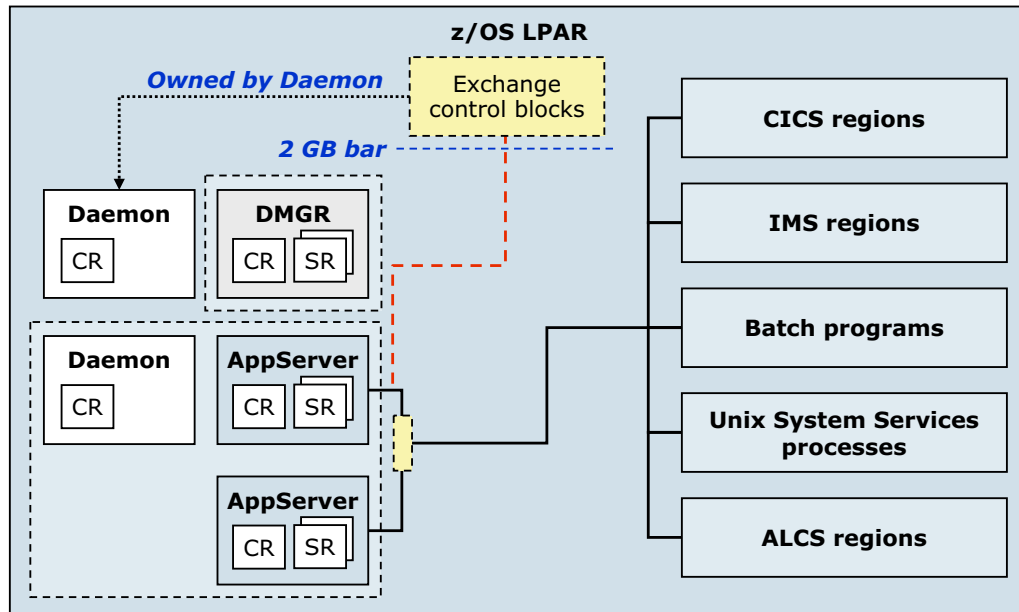 z/OS LPAR
Owned by Daemon
Exchange
control blocks
2 GB bar
Daemon
CR
DMGR
CR
SR
Daemon
CR
AppServer
CR
SR
AppServer
CR
SR
CICS regions
IMS regions
Batch programs
Unix System Services
processes
ALCS regions